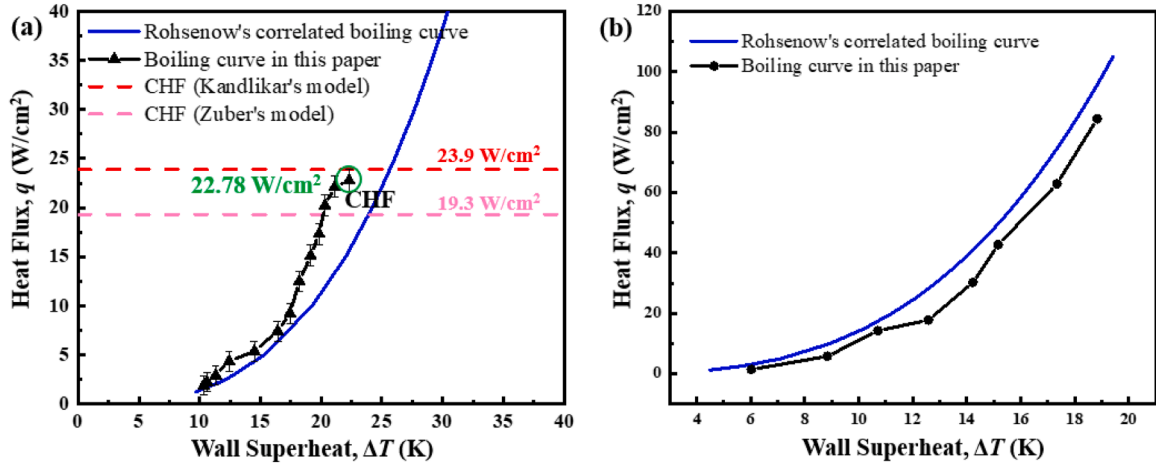 (a)
Rohsenow's correlated boiling curve
Boiling curve in this paper
CHF (Kandlikar's model)
CHF (Zuber's model)
23.9 W/cm²
22.78 W/cm²
CHF
19.3 W/cm²
40
35
30
25
20
15
10
5
0
Heat Flux, q (W/cm²)
0 5 10 15 20 25 30 35 40
Wall Superheat, ΔT (K)
(b)
Rohsenow's correlated boiling curve
Boiling curve in this paper
120
100
80
60
40
20
0
Heat Flux, q (W/cm²)
4 6 8 10 12 14 16 18 20
Wall Superheat, ΔT (K)